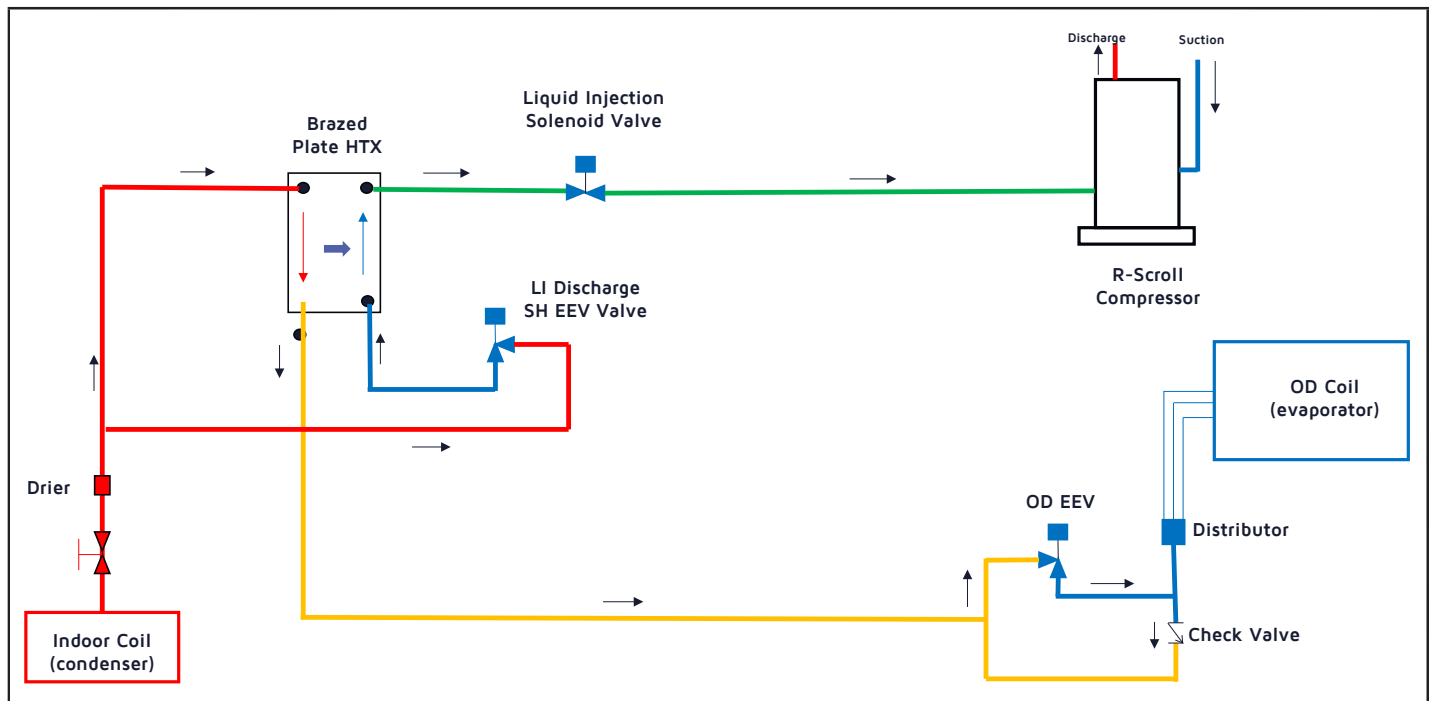 Discharge
Suction
Liquid Injection
Solenoid Valve
Brazed
Plate HTX
R-Scroll
Compressor
LI Discharge
SH EEV Valve
OD Coil
(evaporator)
Drier
OD EEV
Distributor
Indoor Coil
(condenser)
Check Valve